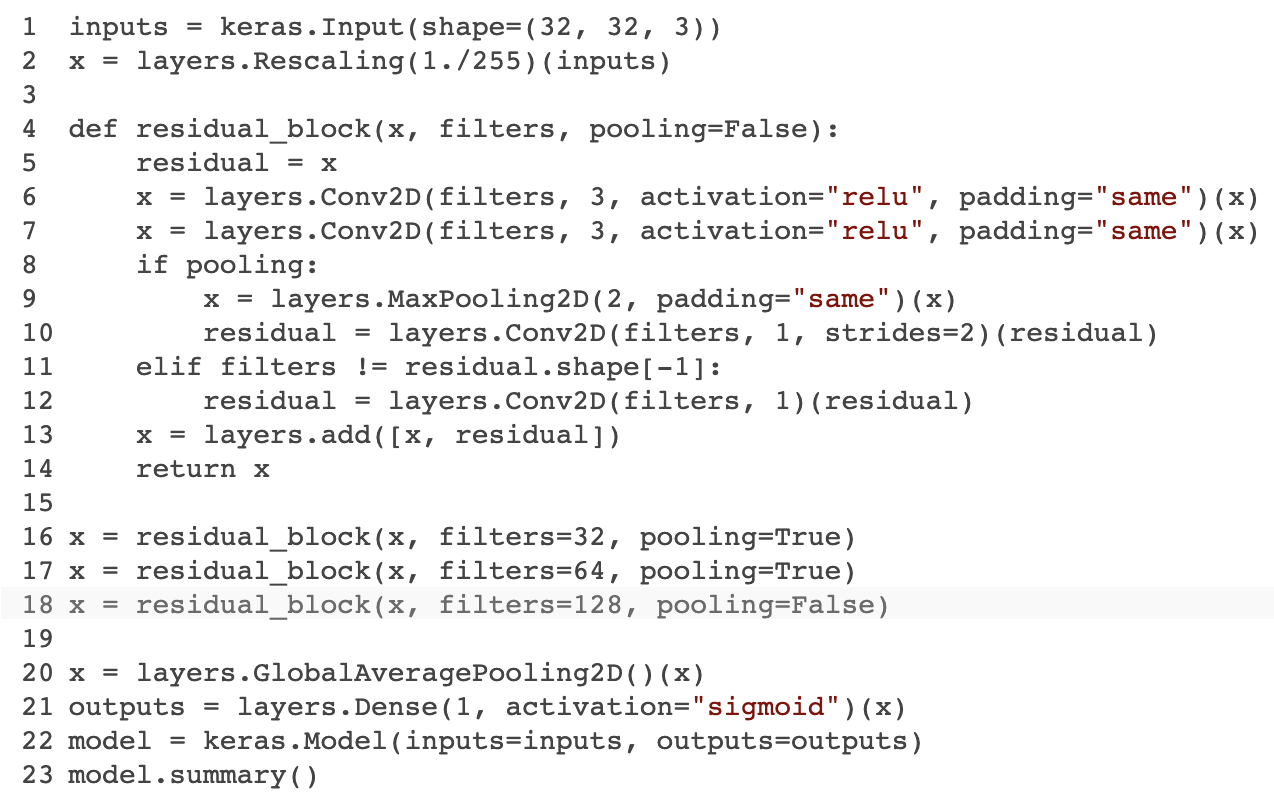 1 inputs = keras.Input(shape=(32, 32, 3))
2 x = layers.Rescaling(1./255)(inputs)
3
4 def residual_block(x, filters, pooling=False):
5     residual = x
6     x = layers.Conv2D(filters, 3, activation="relu", padding="same")(x)
7     x = layers.Conv2D(filters, 3, activation="relu", padding="same")(x)
8     if pooling:
9         x = layers.MaxPooling2D(2, padding="same")(x)
10         residual = layers.Conv2D(filters, 1, strides=2)(residual)
11     elif filters != residual.shape[-1]:
12         residual = layers.Conv2D(filters, 1)(residual)
13     x = layers.add([x, residual])
14     return x
15
16 x = residual_block(x, filters=32, pooling=True)
17 x = residual_block(x, filters=64, pooling=True)
18 x = residual_block(x, filters=128, pooling=False)
19
20 x = layers.GlobalAveragePooling2D()(x)
21 outputs = layers.Dense(1, activation="sigmoid")(x)
22 model = keras.Model(inputs=inputs, outputs=outputs)
23 model.summary()